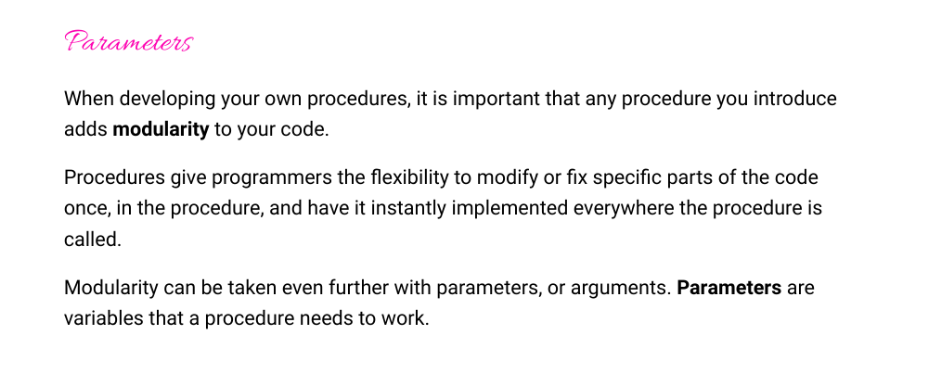 Parameters
When developing your own procedures, it is important that any procedure you introduce
adds modularity to your code.
Procedures give programmers the flexibility to modify or fix specific parts of the code
once, in the procedure, and have it instantly implemented everywhere the procedure is
called.
Modularity can be taken even further with parameters, or arguments. Parameters are
variables that a procedure needs to work.